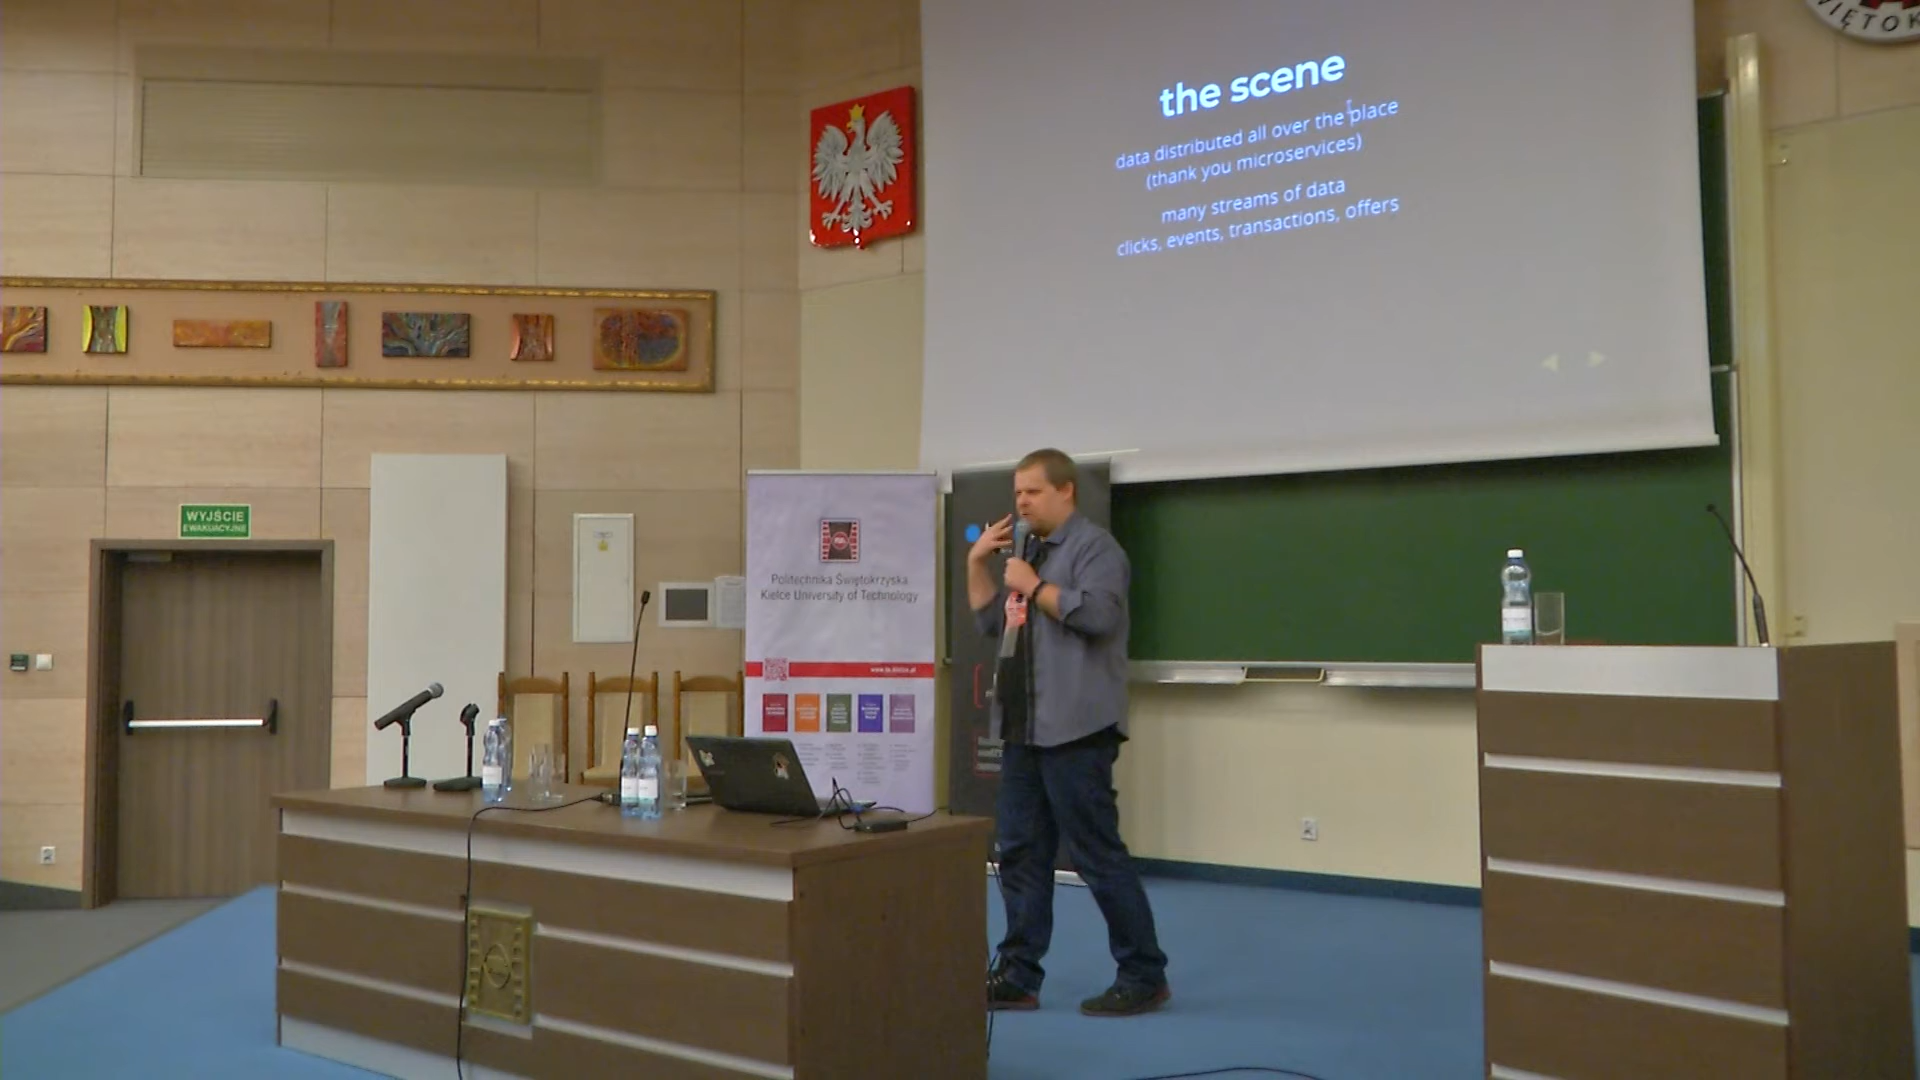 the scene
data distributed all over the place
(thank you microservices)
many streams of data
clicks, events, transactions, offers
WYJŚCIE
EWAKUACYJNE
Politechnika Świętokrzyska
Kielce University of Technology